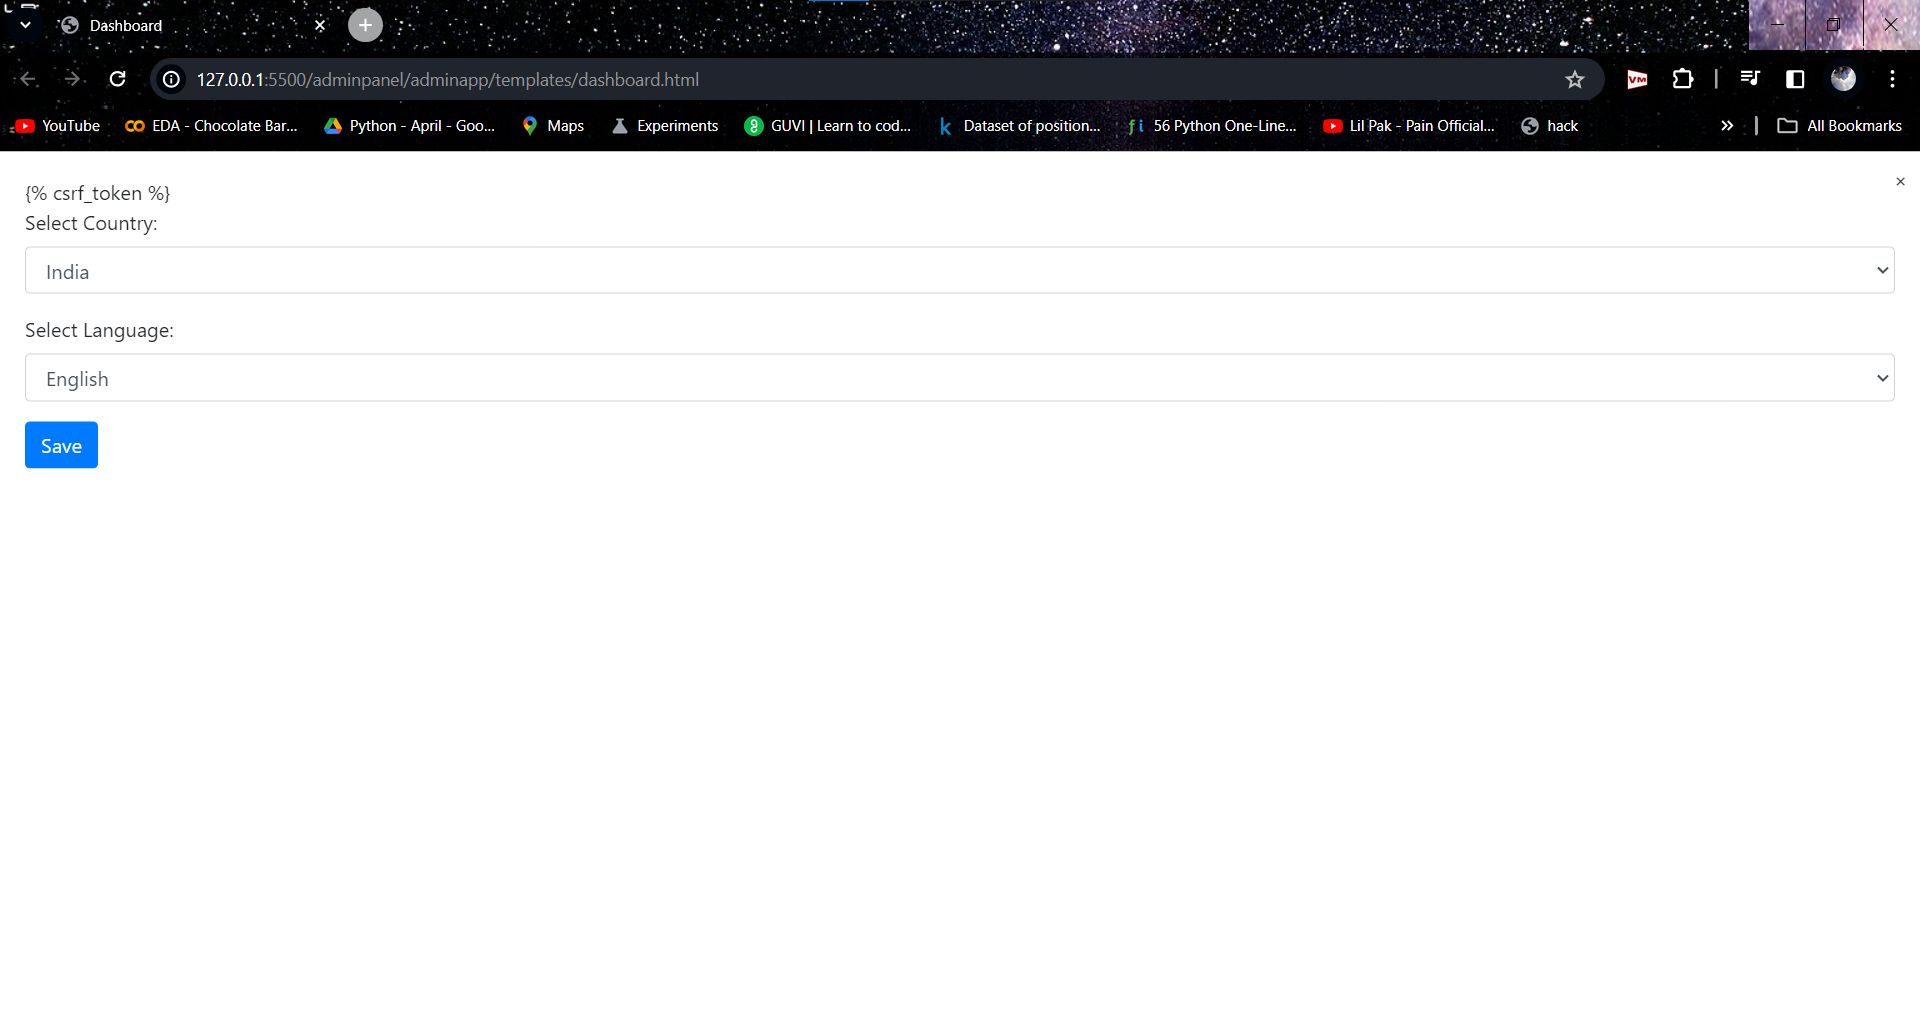 Dashboard
127.0.0.1:5500/adminpanel/adminapp/templates/dashboard.html
VM
YouTube EDA - Chocolate Bar... Python - April - Goo... Maps Experiments GUVI | Learn to cod... k Dataset of position... fi 56 Python One-Line... Lil Pak - Pain Official... hack » All Bookmarks
{% csrf_token %}
Select Country:
India
Select Language:
English
Save